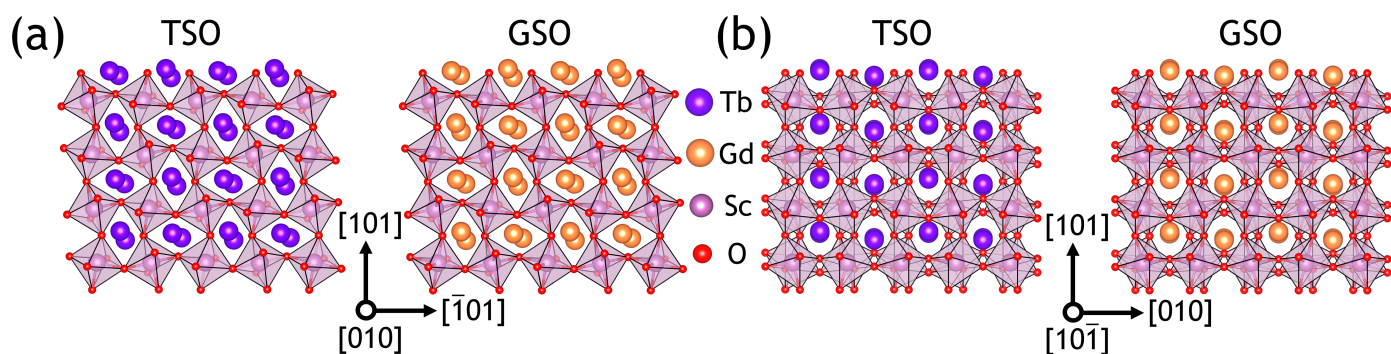 (a) TSO GSO
Tb
Gd
Sc
O
[101]
[1̄01]
[010]
(b) TSO GSO
[101]
[010]
[101̄]